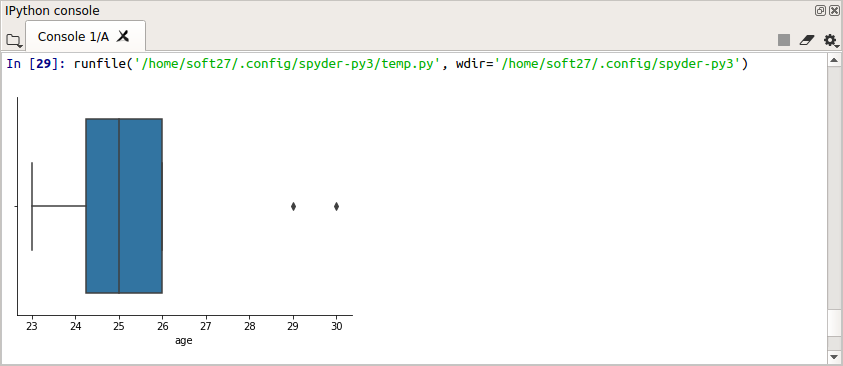 IPython console
Console 1/A
In [29]: runfile('/home/soft27/.config/spyder-py3/temp.py', wdir='/home/soft27/.config/spyder-py3')
23 24 25 26 27 28 29 30
age